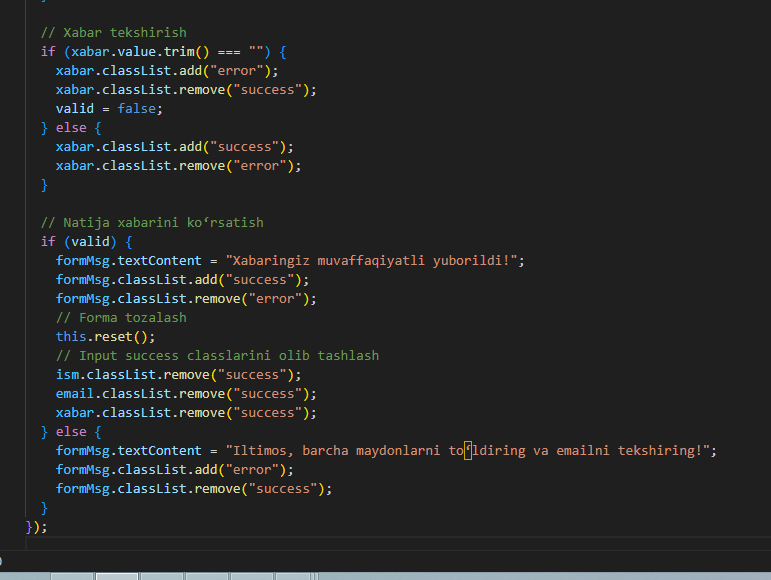 // Xabar tekshirish
if (xabar.value.trim() === "") {
xabar.classList.add("error");
xabar.classList.remove("success");
valid = false;
} else {
xabar.classList.add("success");
xabar.classList.remove("error");
}
// Natija xabarini ko‘rsatish
if (valid) {
formMsg.textContent = "Xabaringiz muvaffaqiyatli yuborildi!";
formMsg.classList.add("success");
formMsg.classList.remove("error");
// Forma tozalash
this.reset();
// Input success classlarini olib tashlash
ism.classList.remove("success");
email.classList.remove("success");
xabar.classList.remove("success");
} else {
formMsg.textContent = "Iltimos, barcha maydonlarni to‘ldiring va emailni tekshiring!";
formMsg.classList.add("error");
formMsg.classList.remove("success");
}
});